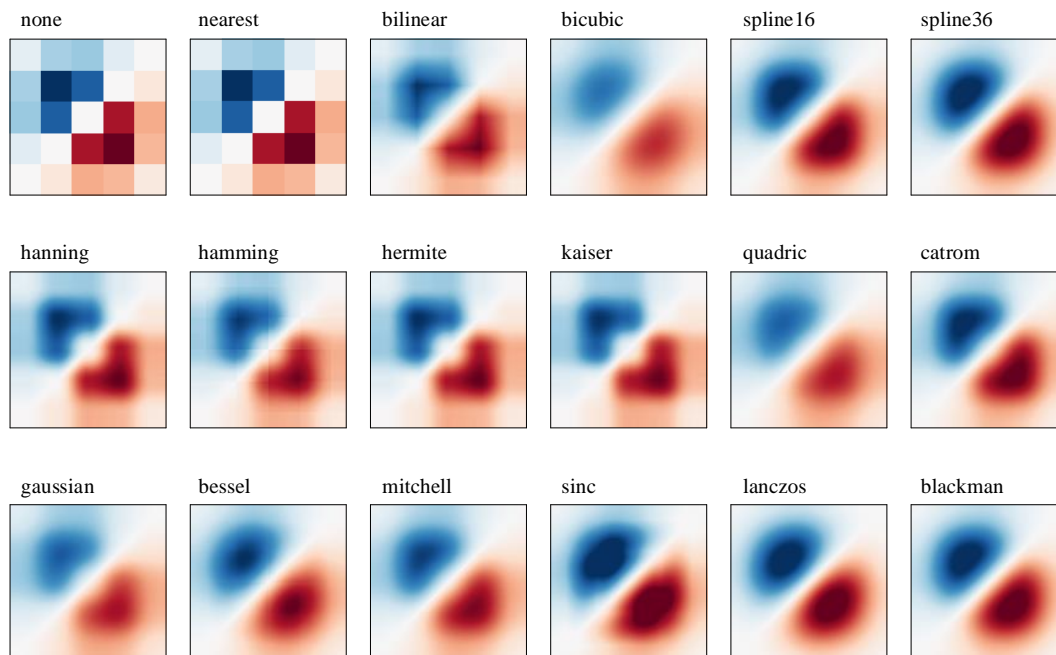 none nearest bilinear bicubic spline16 spline36
hanning hamming hermite kaiser quadric catrom
gaussian bessel mitchell sinc lanczos blackman